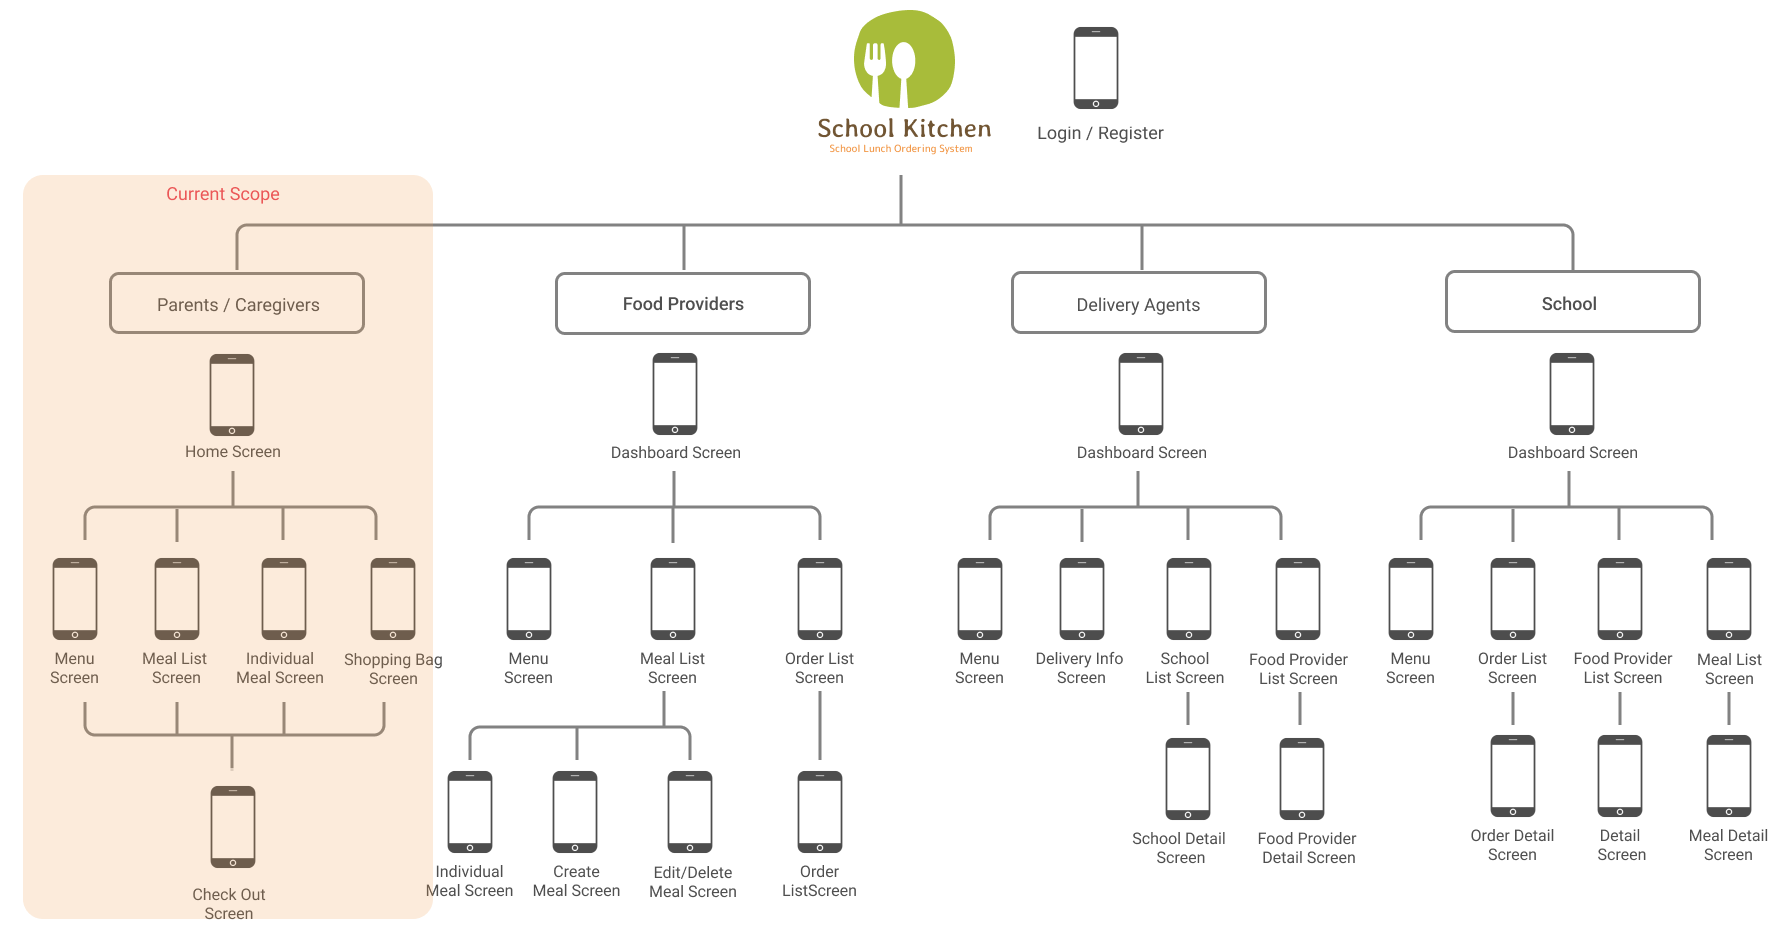 School Kitchen
School Lunch Ordering System
Login / Register
Current Scope
Parents / Caregivers
Food Providers
Delivery Agents
School
Home Screen
Dashboard Screen
Dashboard Screen
Dashboard Screen
Menu
Screen
Meal List
Screen
Individual
Meal Screen
Shopping Bag
Screen
Menu
Screen
Meal List
Screen
Order List
Screen
Menu
Screen
Delivery Info
Screen
School
List Screen
Food Provider
List Screen
Menu
Screen
Order List
Screen
Food Provider
List Screen
Meal List
Screen
Check Out
Screen
Individual
Meal Screen
Create
Meal Screen
Edit/Delete
Meal Screen
Order
ListScreen
School Detail
Screen
Food Provider
Detail Screen
Order Detail
Screen
Detail
Screen
Meal Detail
Screen